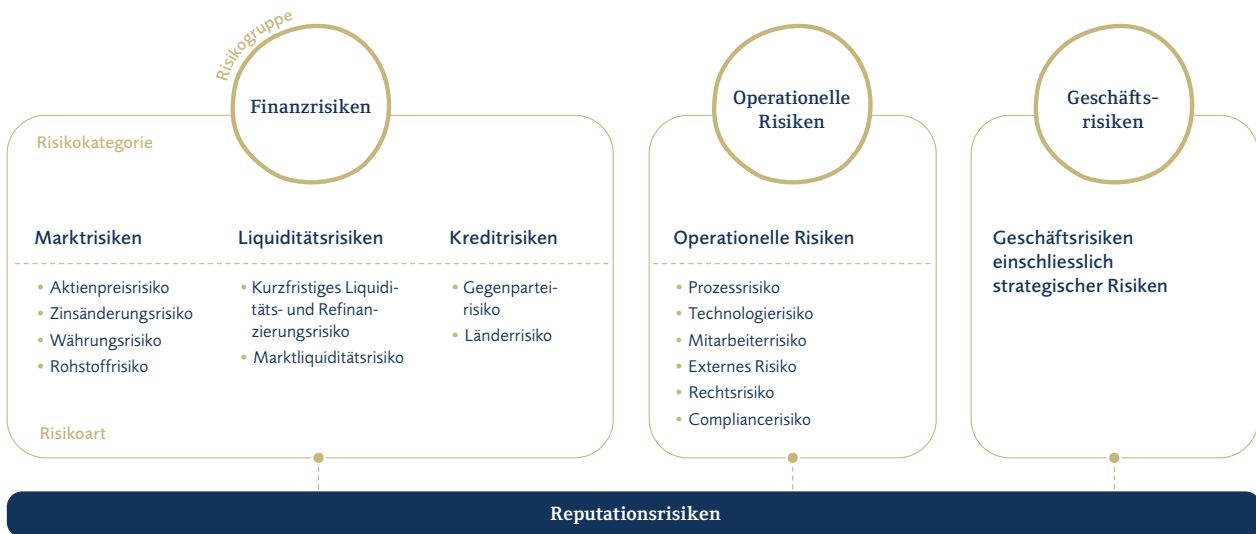 Risikogruppe
Finanzrisiken
Risikokategorie
Marktrisiken
• Aktienpreisrisiko
• Zinsänderungsrisiko
• Währungsrisiko
• Rohstoffrisiko
Liquiditätsrisiken
• Kurzfristiges Liquidi-
täts- und Refinan-
zierungsrisiko
• Marktliquiditätsrisiko
Kreditrisiken
• Gegenpartei-
risiko
• Länderrisiko
Risikoart
Operationelle
Risiken
Operationelle Risiken
• Prozessrisiko
• Technologierisiko
• Mitarbeiterrisiko
• Externes Risiko
• Rechtsrisiko
• Compliancerisiko
Geschäfts-
risiken
Geschäftsrisiken
einschliesslich
strategischer Risiken
Reputationsrisiken